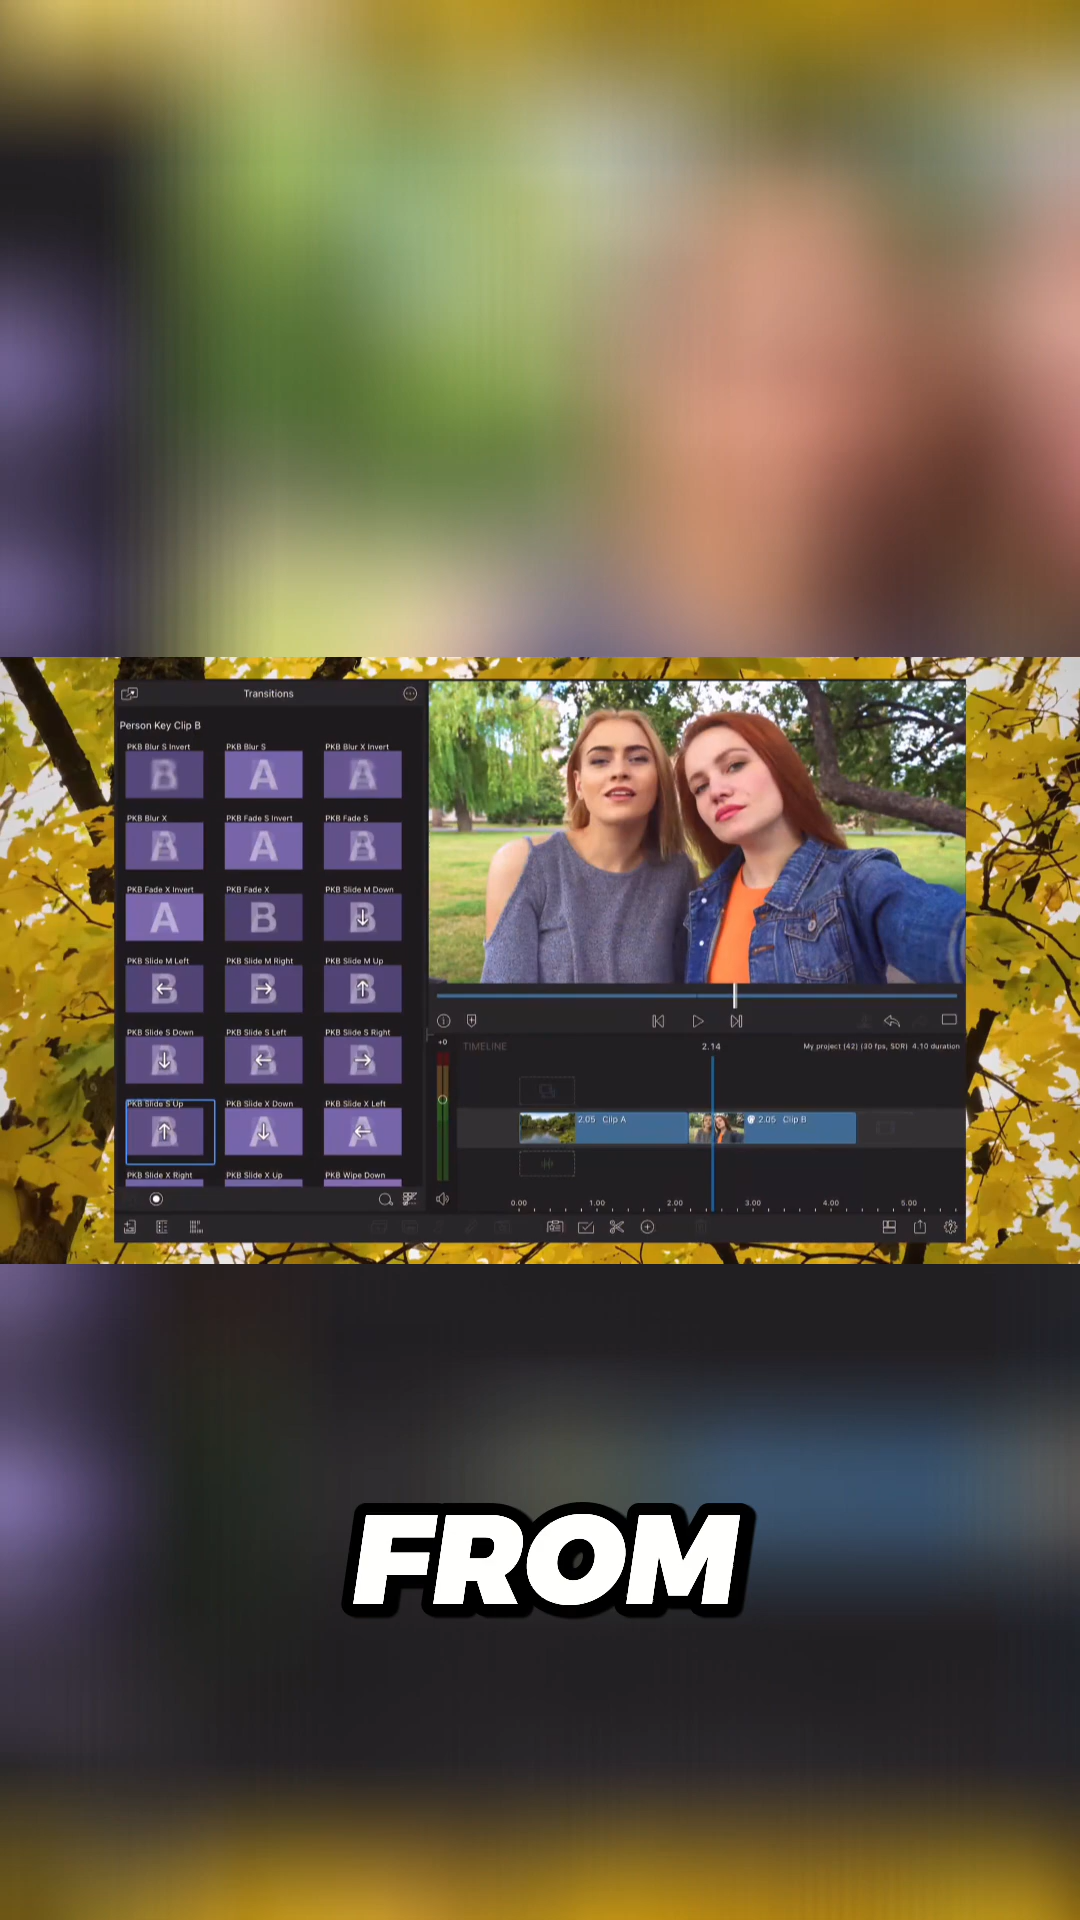 Transitions
Person Key Clip B
PKB Blur S Invert
PKB Blur S
PKB Blur X Invert
B
A
A
PKB Blur X
PKB Fade S Invert
PKB Fade S
B
A
B
PKB Fade X Invert
PKB Fade X
PKB Slide M Down
A
B
B
PKB Slide M Left
PKB Slide M Right
PKB Slide M Up
B
B
B
PKB Slide S Down
PKB Slide S Left
PKB Slide S Right
B
B
B
PKB Slide S Up
PKB Slide X Down
PKB Slide X Left
B
A
A
PKB Slide X Right
PKB Slide X Up
PKB Wipe Down
+0
TIMELINE
2.14
My project (42) (30 fps, SDR) 4.10 duration
2.05 Clip A
2.05 Clip B
0.00
1.00
2.00
3.00
4.00
5.00
FROM